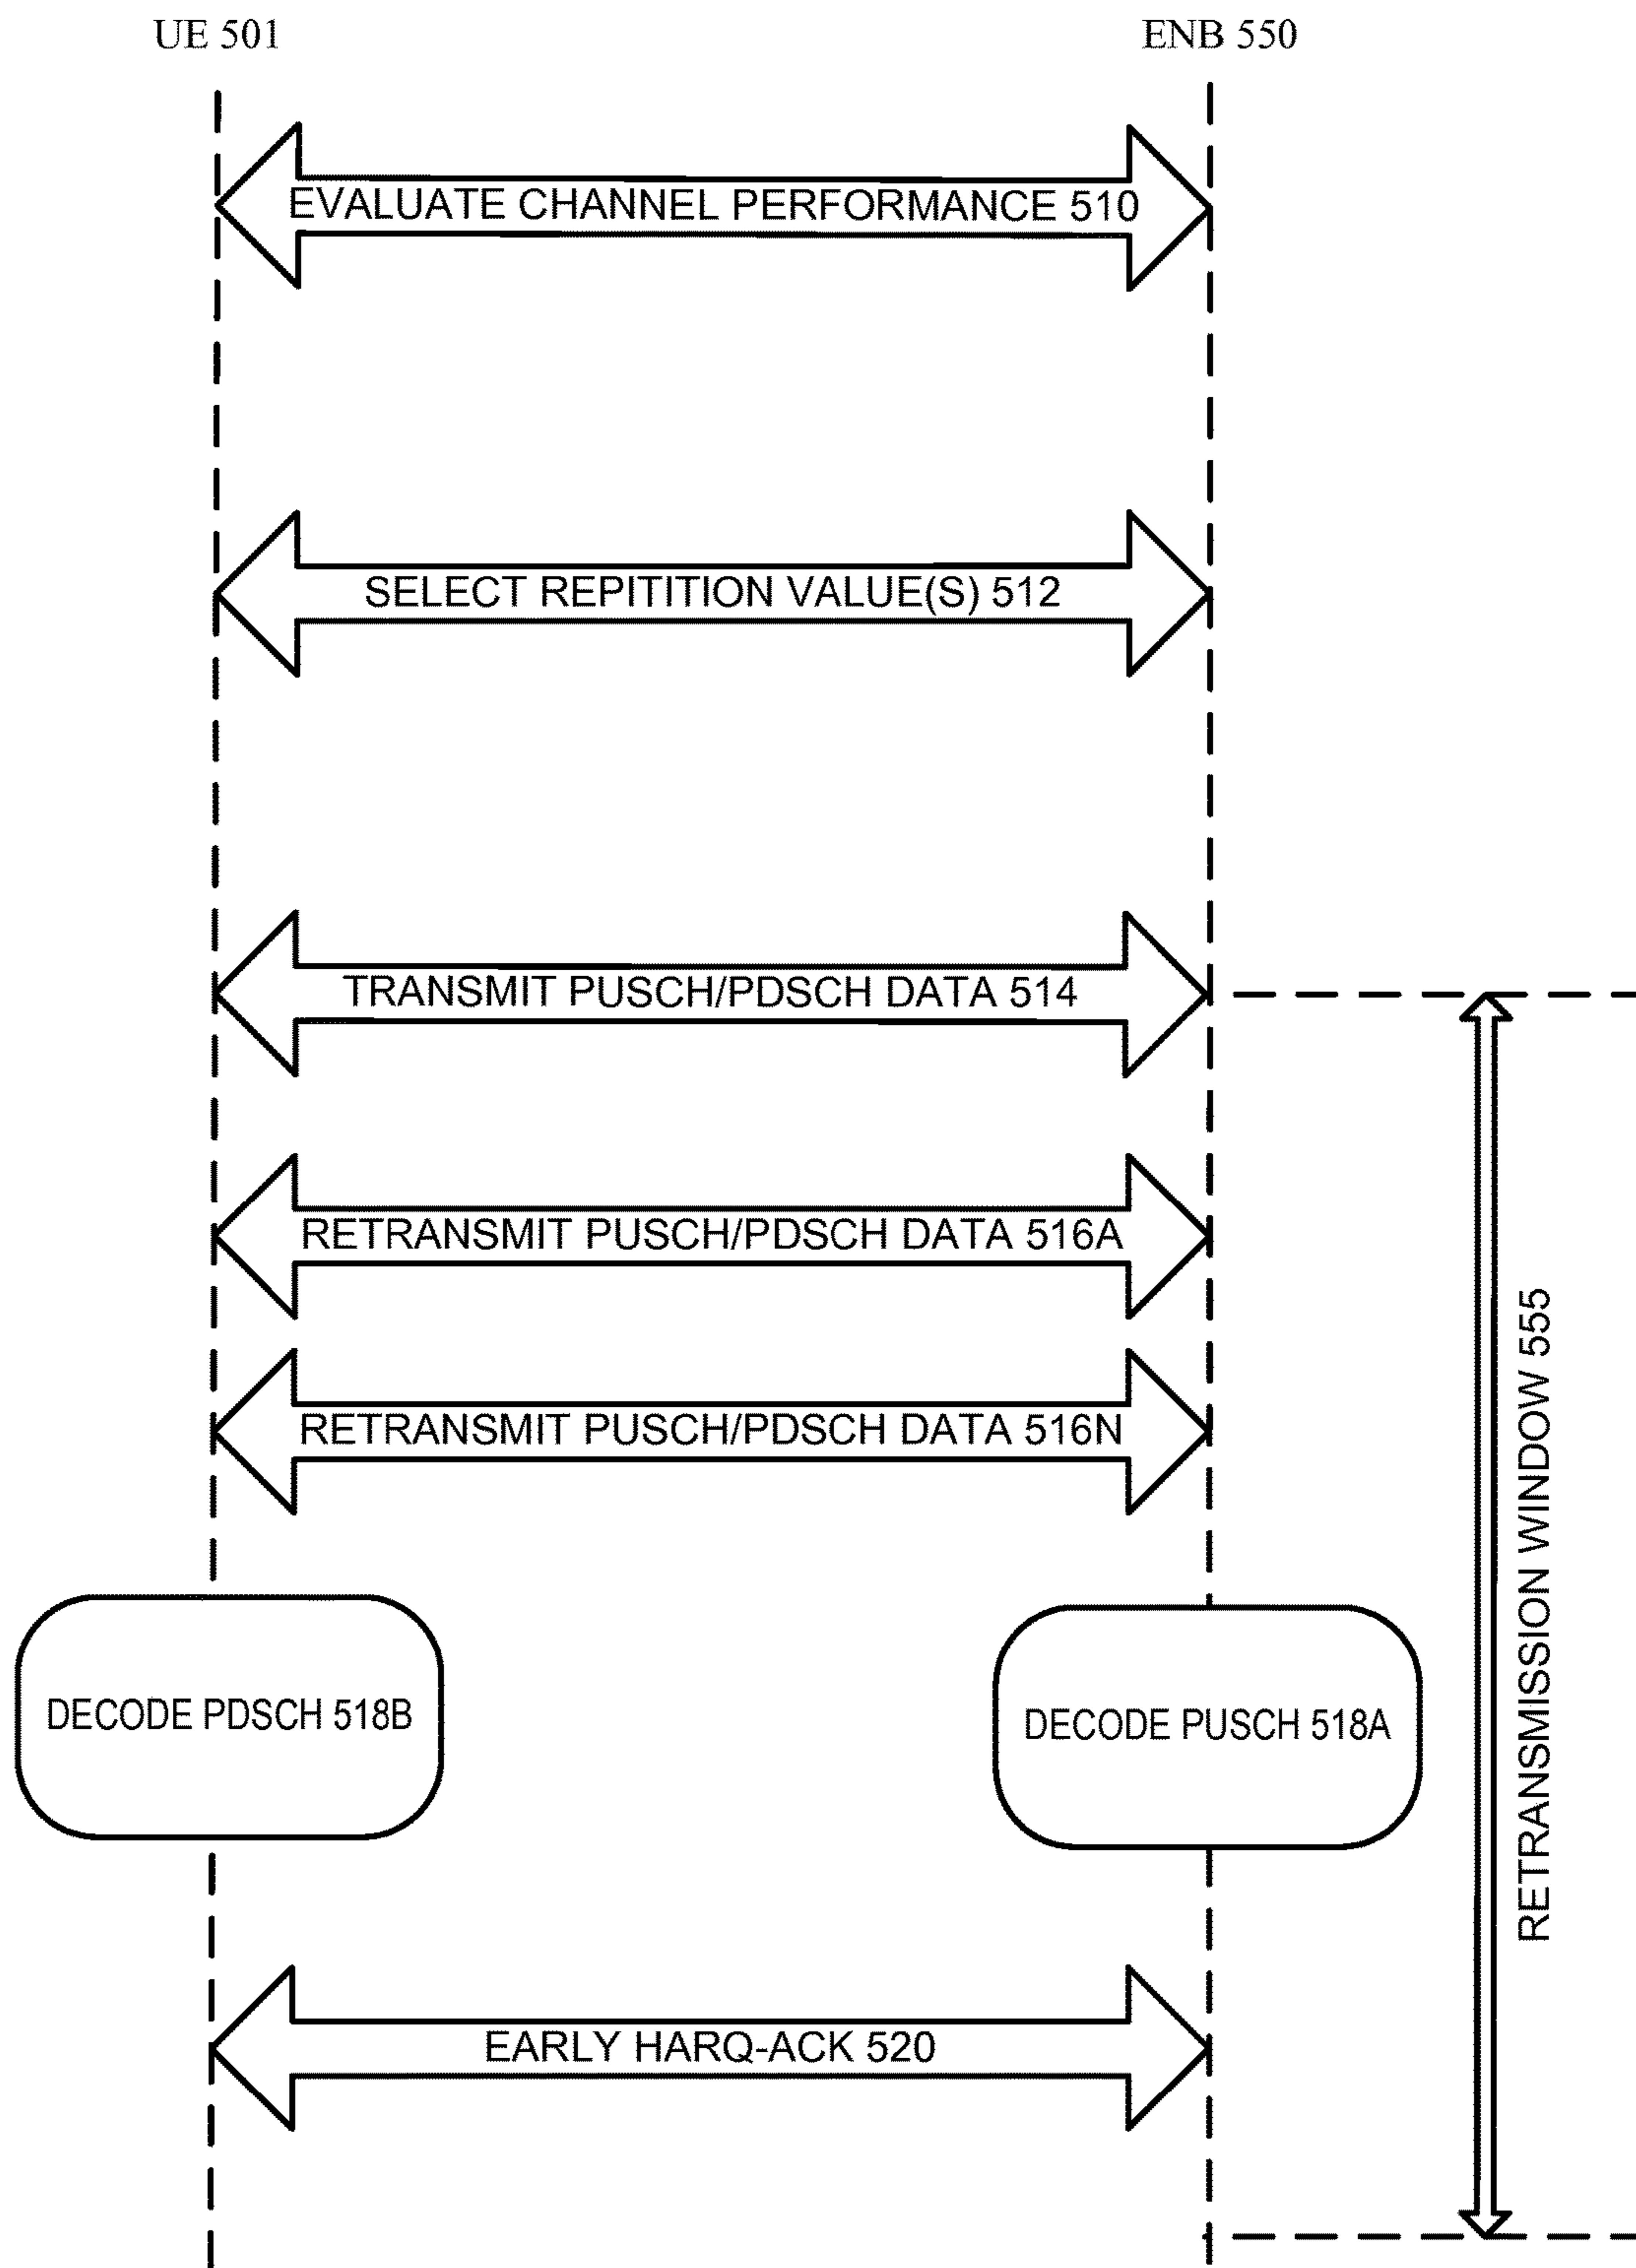 UE 501
ENB 550
EVALUATE CHANNEL PERFORMANCE 510
SELECT REPITITION VALUE(S) 512
TRANSMIT PUSCH/PDSCH DATA 514
RETRANSMIT PUSCH/PDSCH DATA 516A
RETRANSMIT PUSCH/PDSCH DATA 516N
RETRANSMISSION WINDOW 555
DECODE PDSCH 518B
DECODE PUSCH 518A
EARLY HARQ-ACK 520